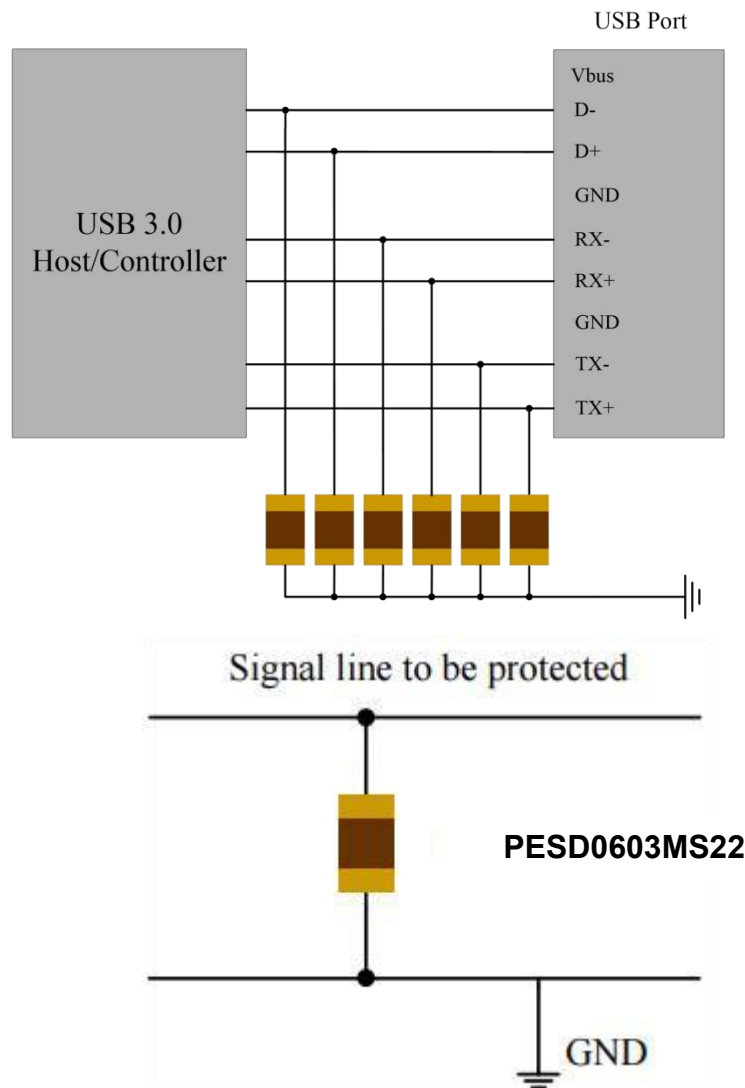 USB Port
Vbus
D-
D+
GND
USB 3.0
Host/Controller
RX-
RX+
GND
TX-
TX+
Signal line to be protected
PESD0603MS22
GND